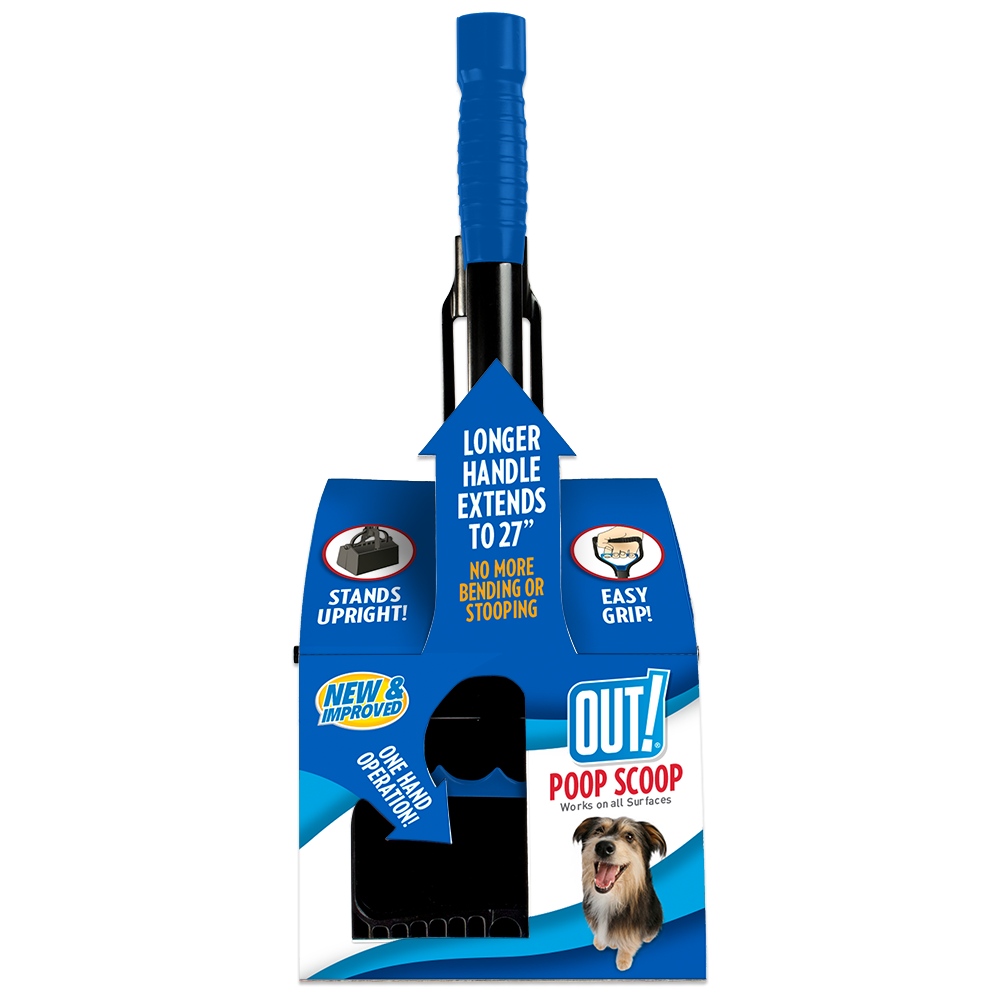 LONGER
HANDLE
EXTENDS
TO 27”
NO MORE
BENDING OR
STOOPING
STANDS
UPRIGHT!
EASY
GRIP!
NEW &
IMPROVED
ONE HAND
OPERATION!
OUT!®
POOP SCOOP
Works on all Surfaces